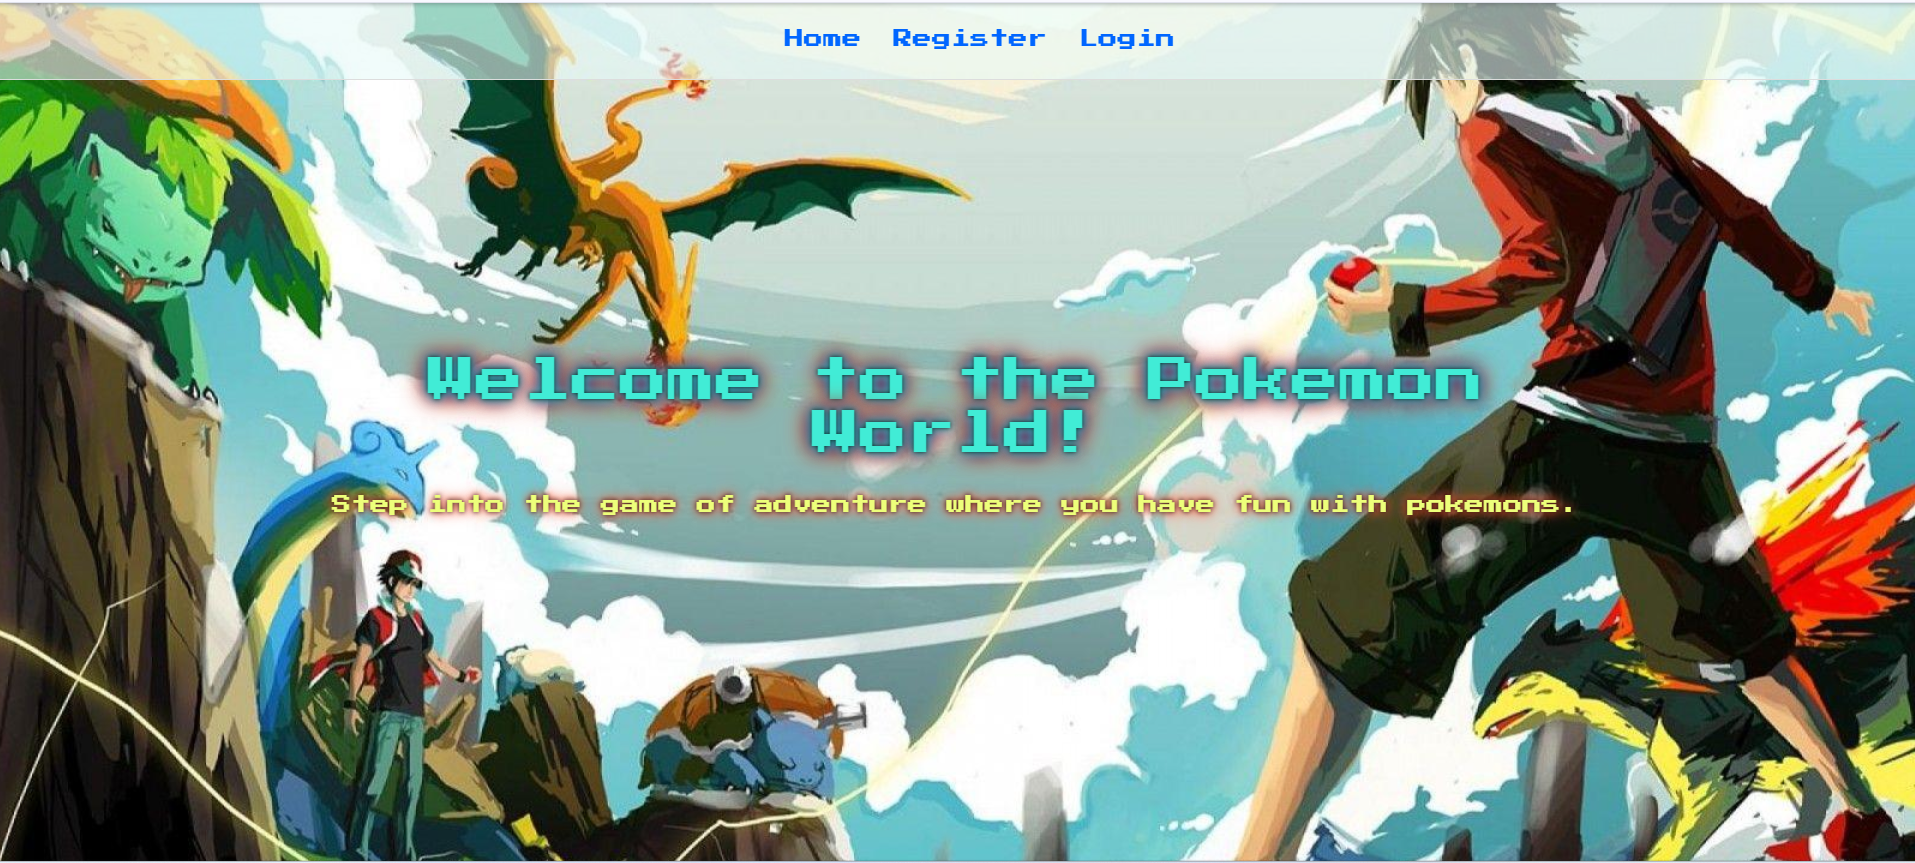 Home Register Login
Welcome to the Pokemon
World!
Step into the game of adventure where you have fun with pokemons.